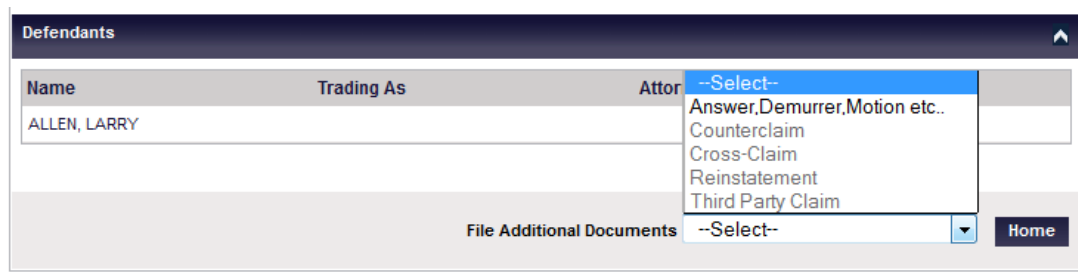 Defendants
Name Trading As Attor
ALLEN, LARRY
--Select--
Answer,Demurrer,Motion etc..
Counterclaim
Cross-Claim
Reinstatement
Third Party Claim
File Additional Documents --Select-- Home